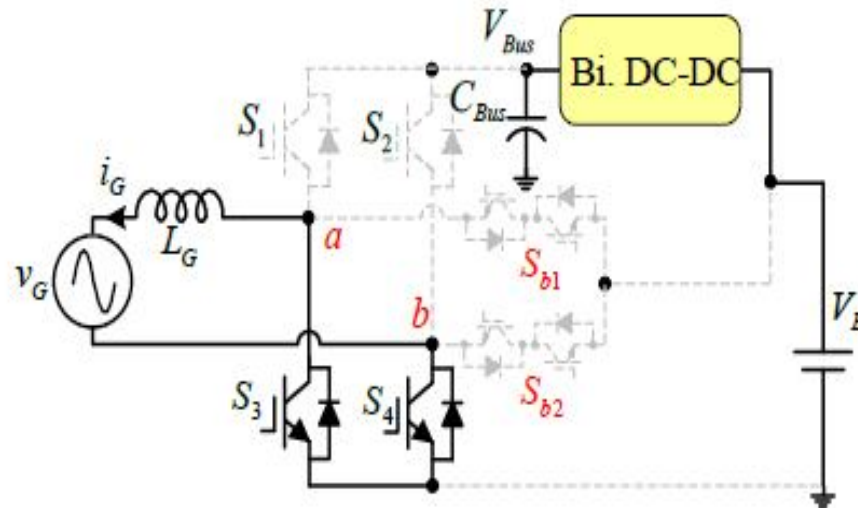 V_Bus
Bi. DC-DC
C_Bus
S_1
S_2
i_G
L_G
a
S_b1
v_G
b
V_B
S_3
S_4
S_b2